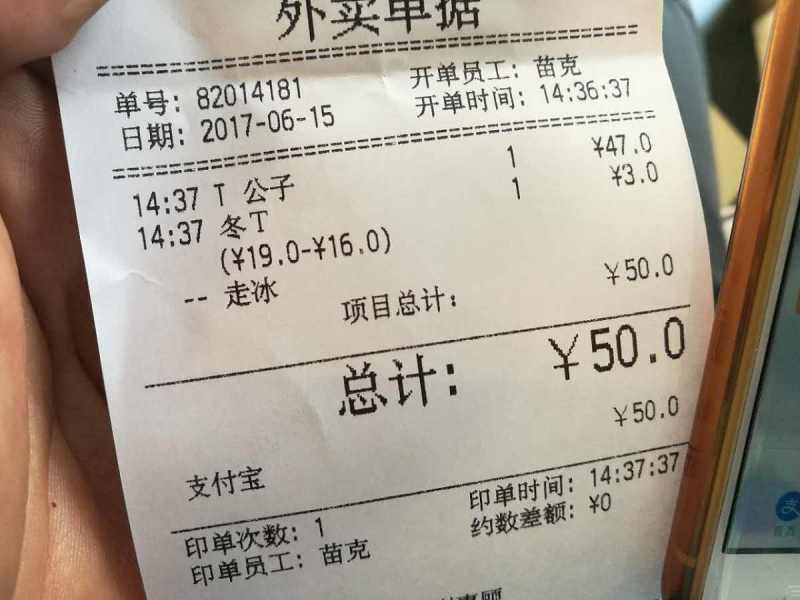 外卖单据
单号: 82014181 开单员工: 苗克
日期: 2017-06-15 开单时间: 14:36:37
14:37 T 公子 1 ¥47.0
14:37 冬T 1 ¥3.0
(¥19.0-¥16.0)
-- 走冰
项目总计: ¥50.0
总计: ¥50.0
支付宝 ¥50.0
印单次数: 1 印单时间: 14:37:37
印单员工: 苗克 约数差额: ¥0